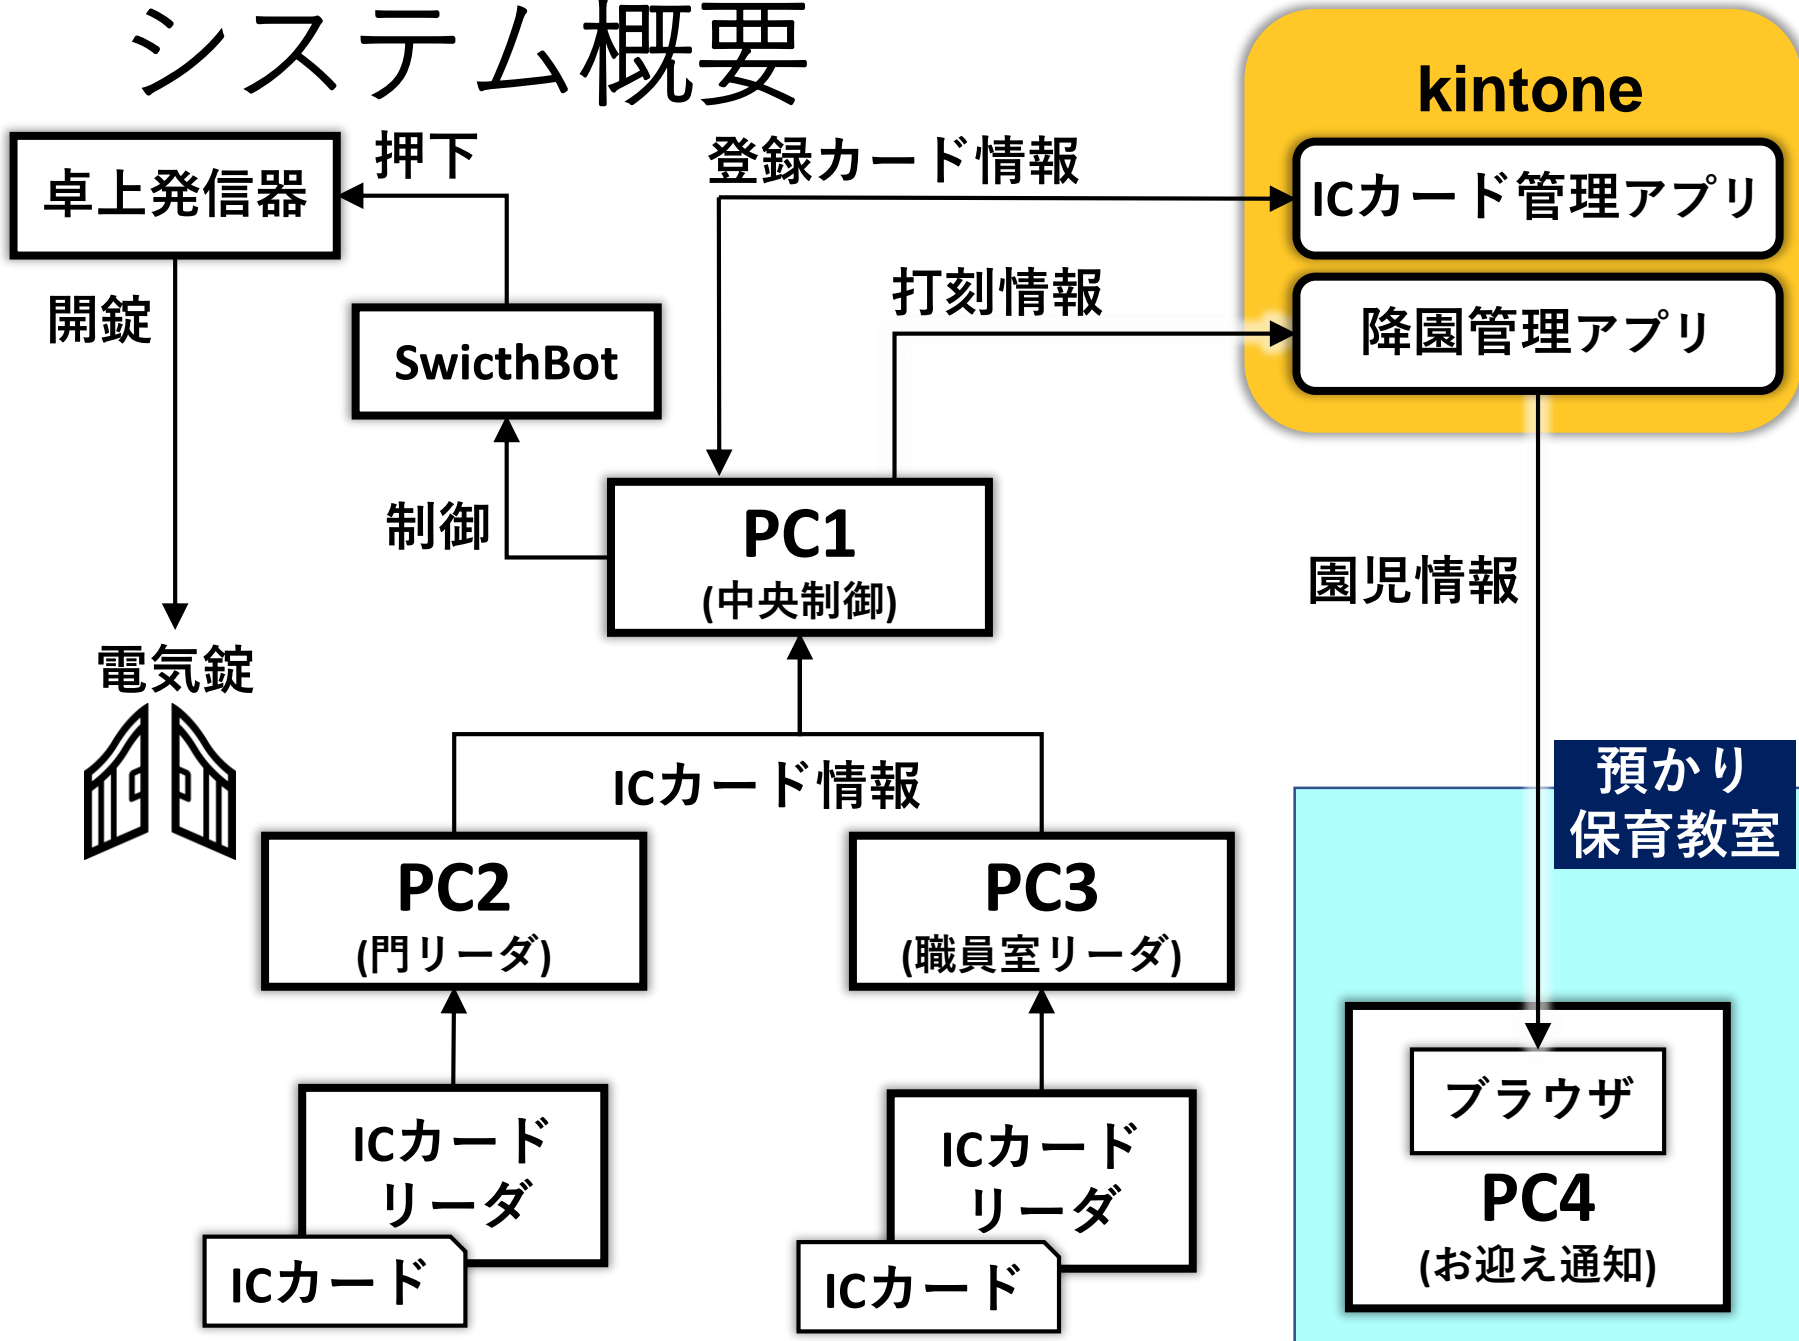 システム概要
kintone
押下
登録カード情報
卓上発信器
ICカード管理アプリ
打刻情報
開錠
降園管理アプリ
SwicthBot
制御
PC1
(中央制御)
園児情報
電気錠
ICカード情報
預かり
保育教室
PC2
(門リーダ)
PC3
(職員室リーダ)
ICカード
リーダ
ICカード
ICカード
リーダ
ICカード
ブラウザ
PC4
(お迎え通知)